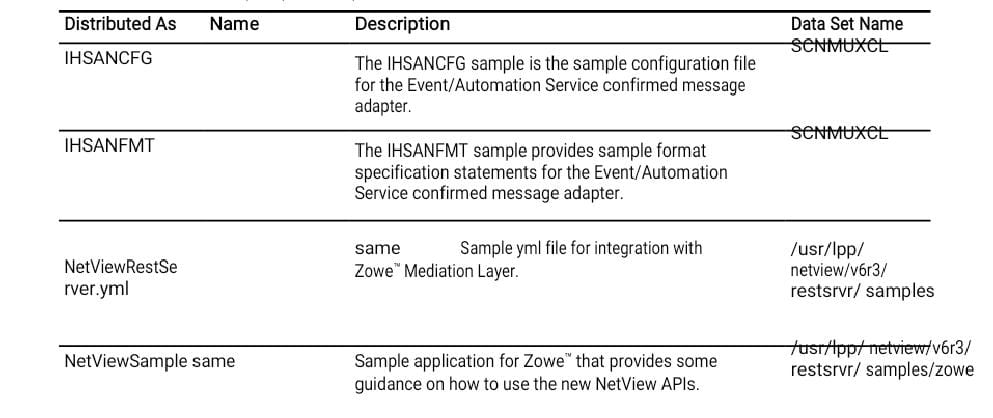 Distributed As Name Description Data Set Name
IHSANCFG The IHSANCFG sample is the sample configuration file SCNMUXCL
for the Event/Automation Service confirmed message
adapter.
IHSANFMT The IHSANFMT sample provides sample format SCNMUXCL
specification statements for the Event/Automation
Service confirmed message adapter.
NetViewRestSe same Sample yml file for integration with /usr/lpp/
rver.yml Zowe™ Mediation Layer. netview/v6r3/
restsrvr/ samples
NetViewSample same Sample application for Zowe™ that provides some /usr/lpp/ netview/v6r3/
guidance on how to use the new NetView APIs. restsrvr/ samples/zowe